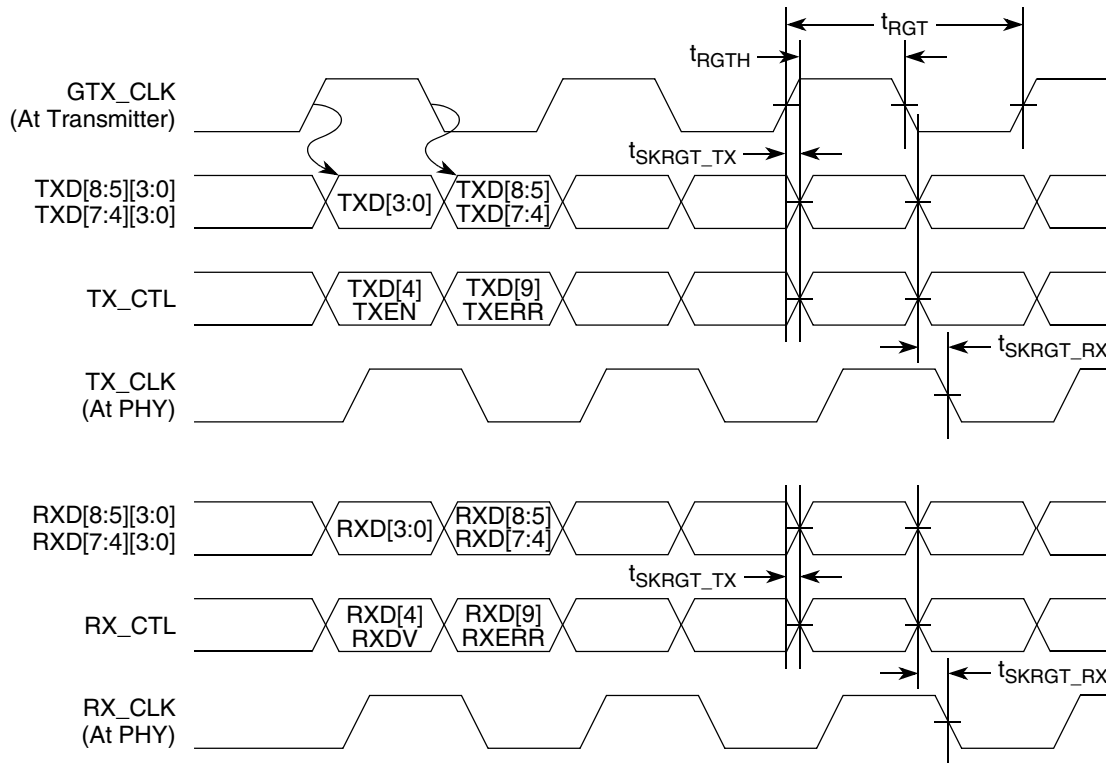 tRGT
tRGTH
GTX_CLK
(At Transmitter)
tSKRGT_TX
TXD[8:5][3:0]
TXD[7:4][3:0]
TXD[3:0]
TXD[8:5]
TXD[7:4]
TX_CTL
TXD[4]
TXEN
TXD[9]
TXERR
tSKRGT_RX
TX_CLK
(At PHY)
RXD[8:5][3:0]
RXD[7:4][3:0]
RXD[3:0]
RXD[8:5]
RXD[7:4]
tSKRGT_TX
RX_CTL
RXD[4]
RXDV
RXD[9]
RXERR
tSKRGT_RX
RX_CLK
(At PHY)